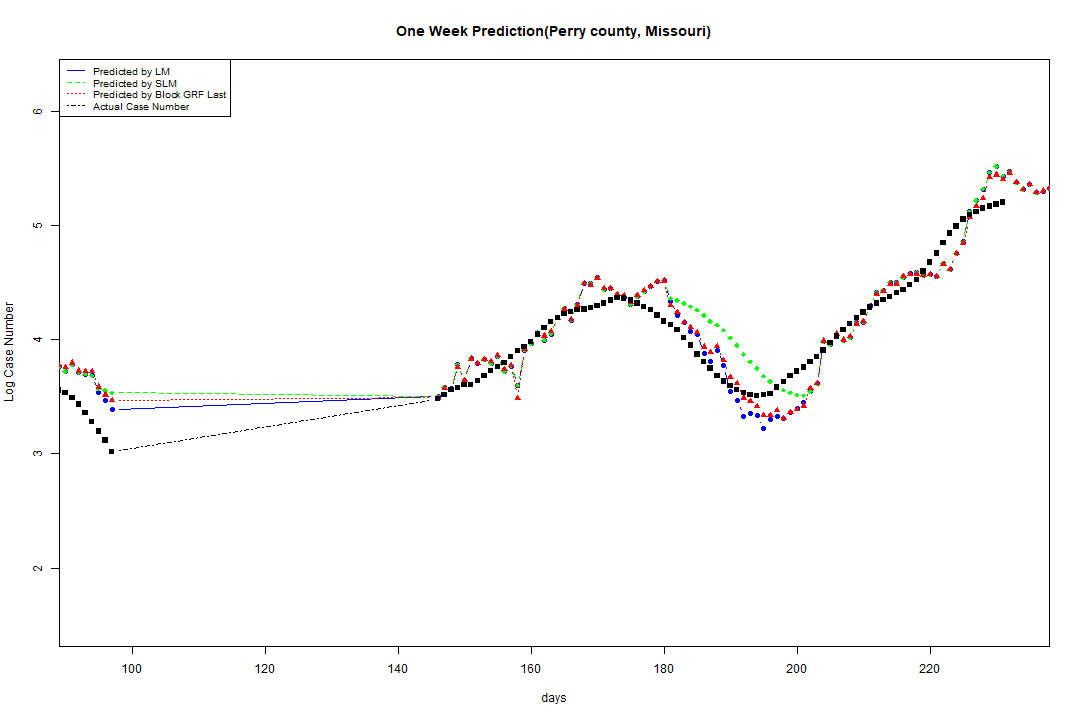 One Week Prediction(Perry county, Missouri)
Predicted by LM
Predicted by SLM
Predicted by Block GRF Last
Actual Case Number
6
5
4
3
2
Log Case Number
100 120 140 160 180 200 220
days